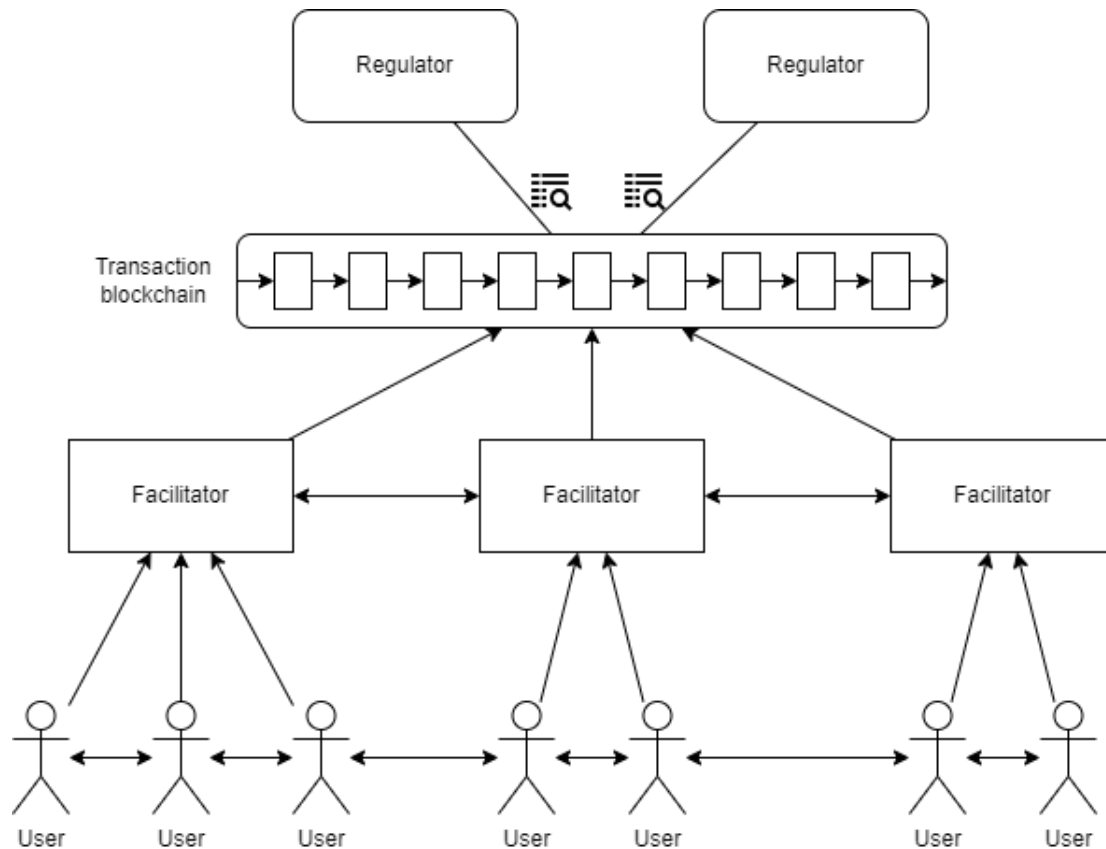 Regulator
Regulator
Transaction
blockchain
Facilitator
Facilitator
Facilitator
User
User
User
User
User
User
User